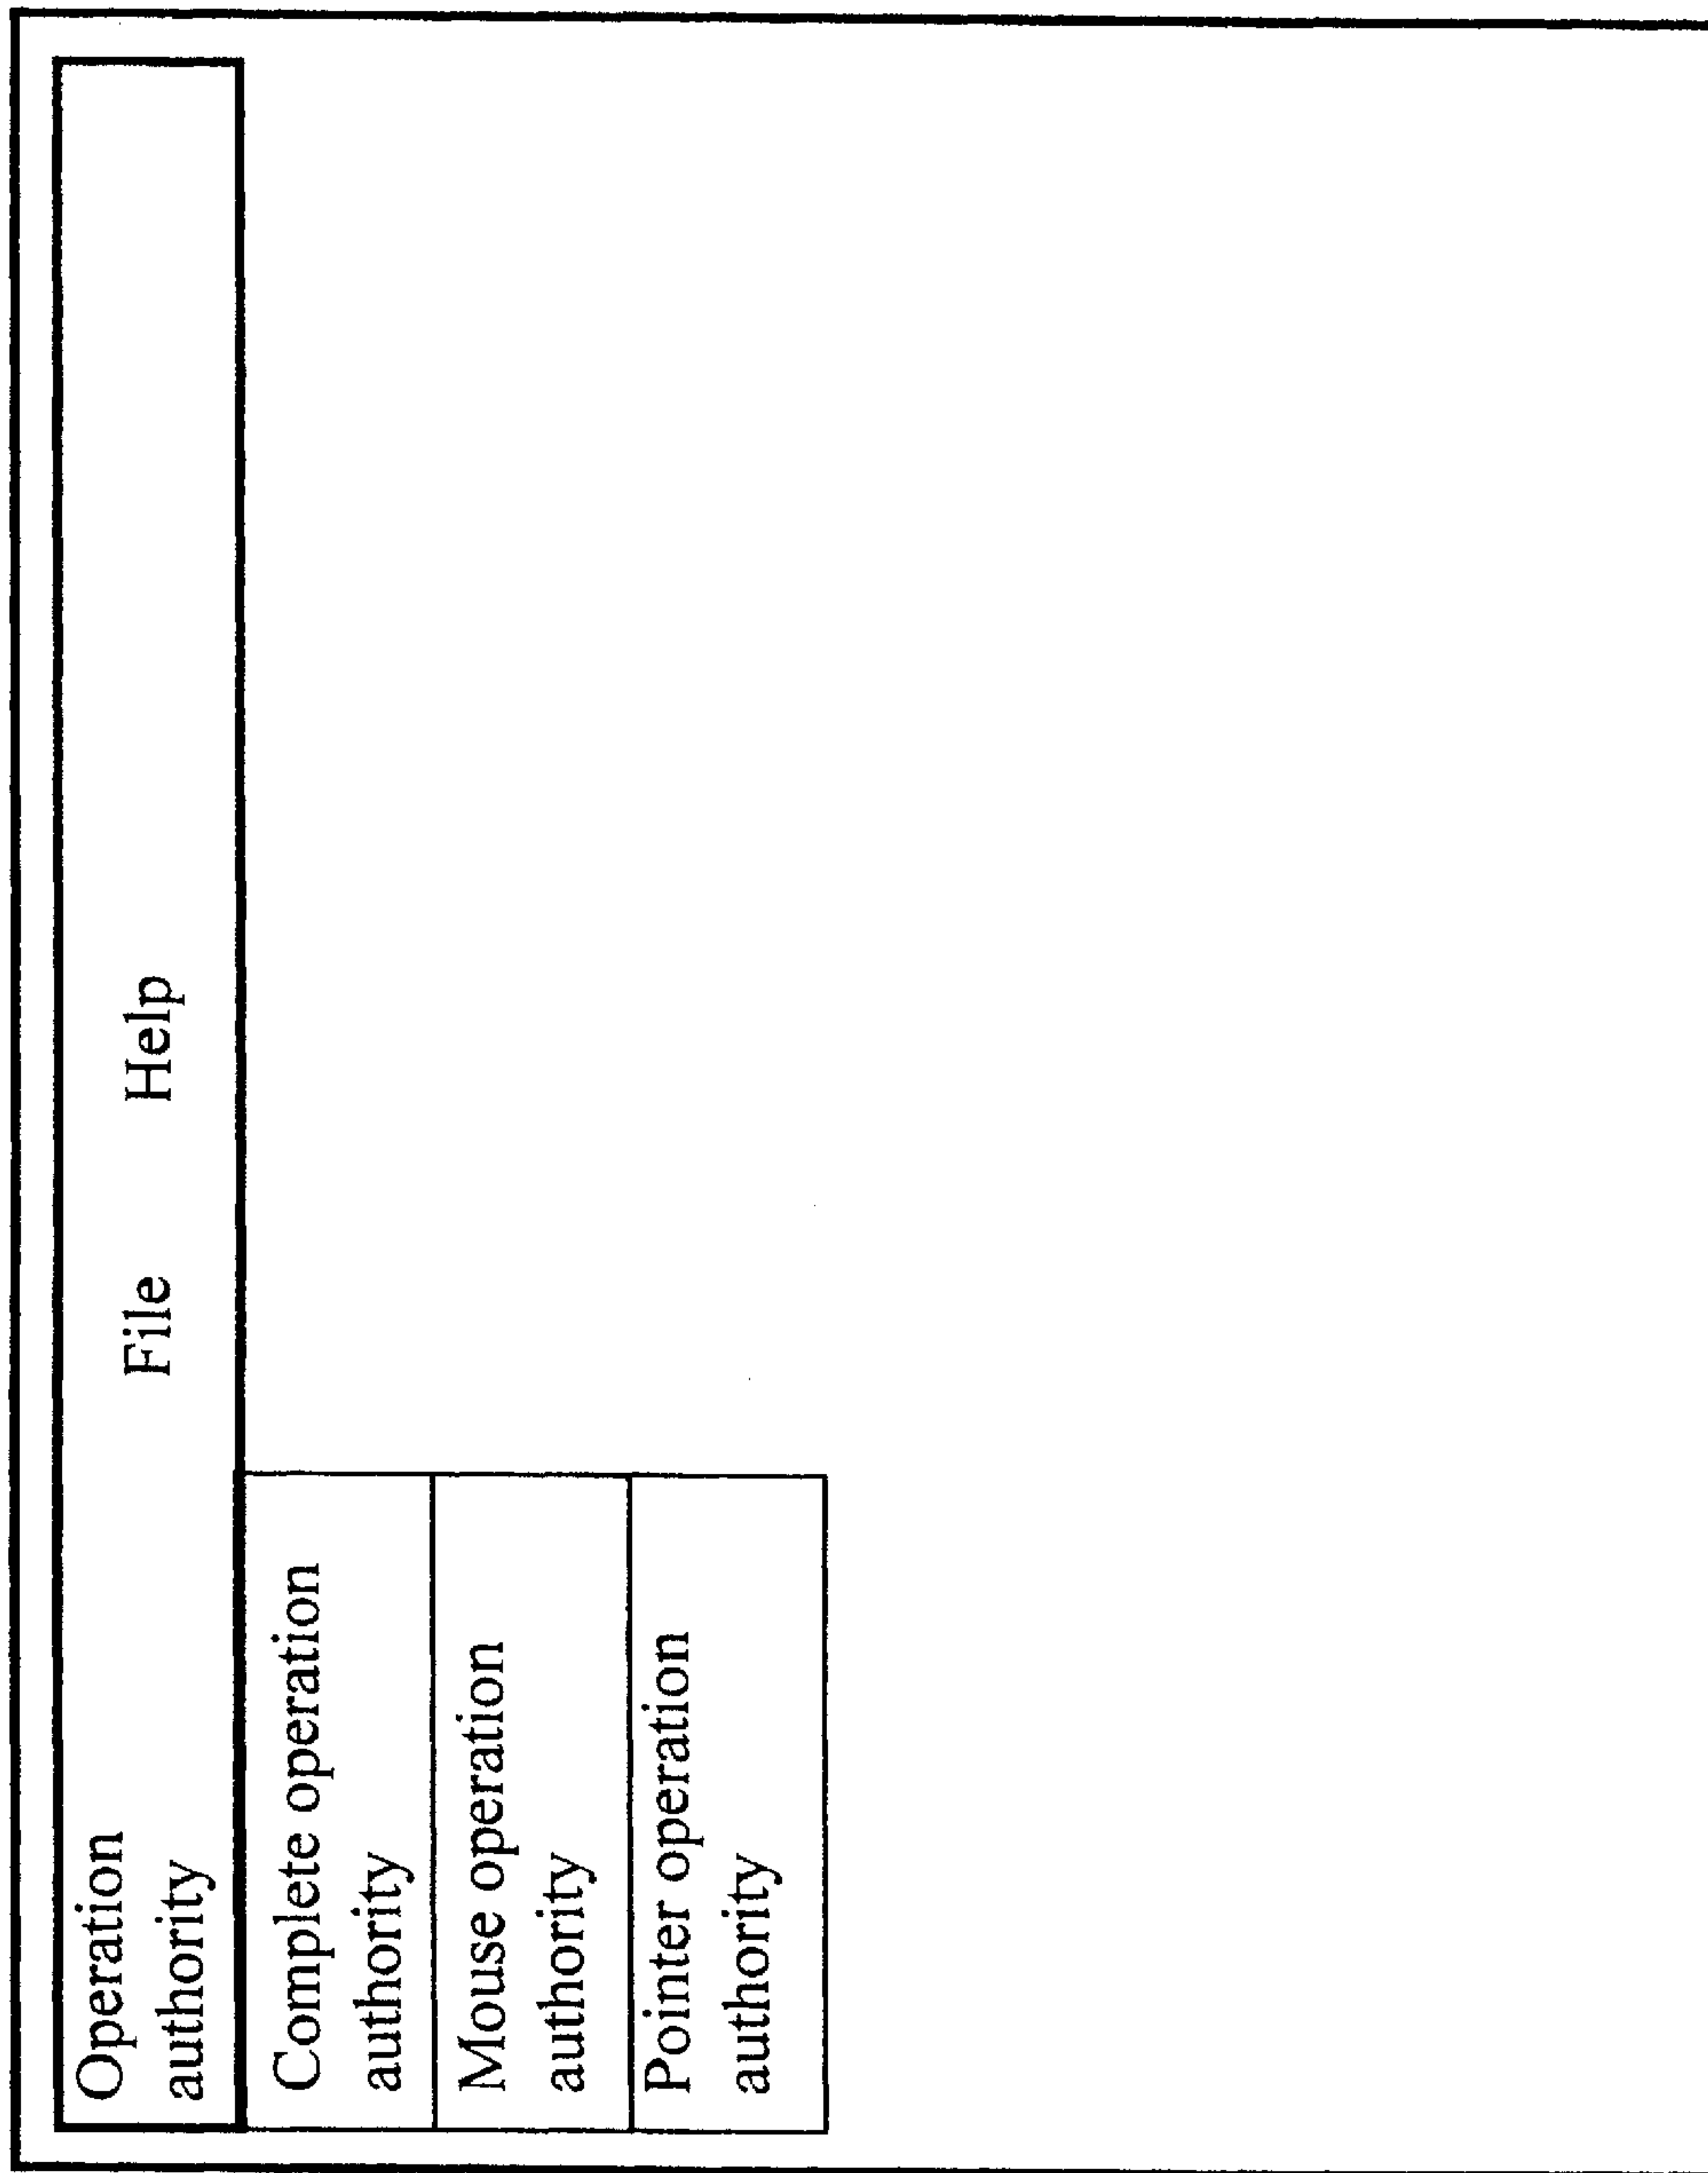 Operation
authority
File
Help
Complete operation
authority
Mouse operation
authority
Pointer operation
authority